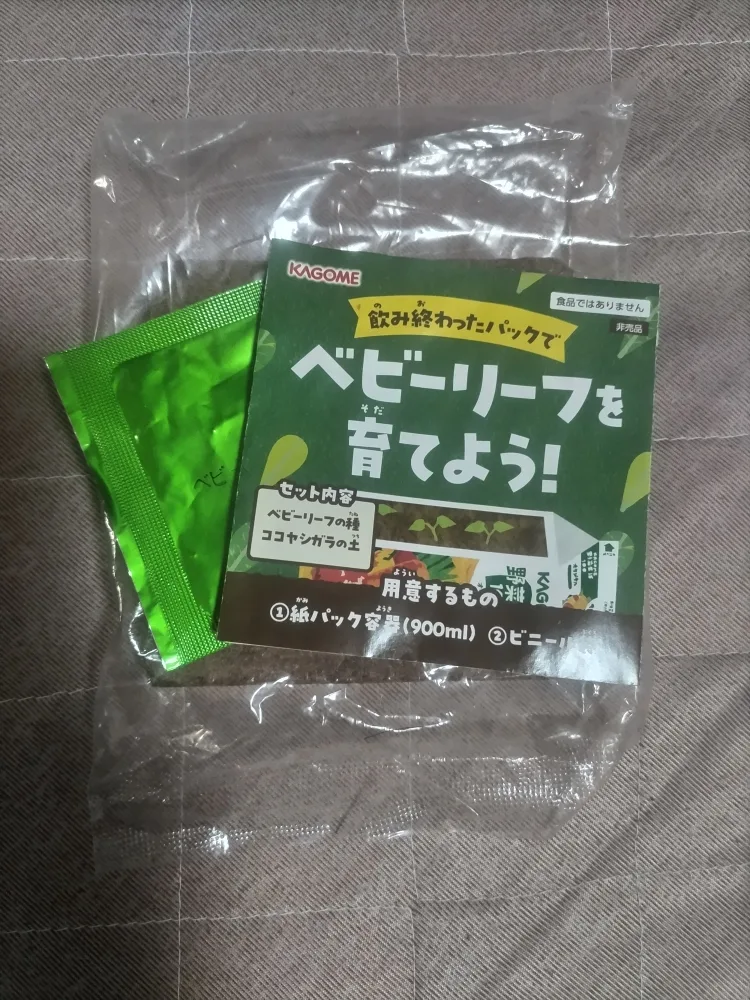 KAGOME
食品ではありません
非売品
飲み終わったパックで
ベビーリーフを
育てよう!
セット内容
ベビーリーフの種
ココヤシガラの土
用意するもの
①紙パック容器(900ml) ②ビニール
ベビ